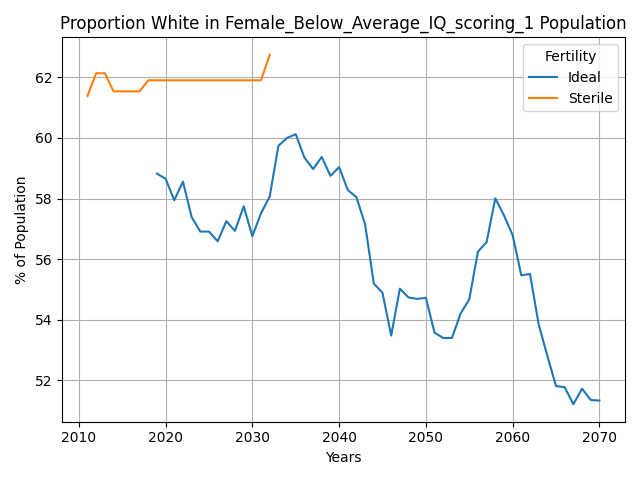 Proportion White in Female_Below_Average_IQ_scoring_1 Population
Fertility
Ideal
Sterile
% of Population
62
60
58
56
54
52
2010
2020
2030
2040
2050
2060
2070
Years